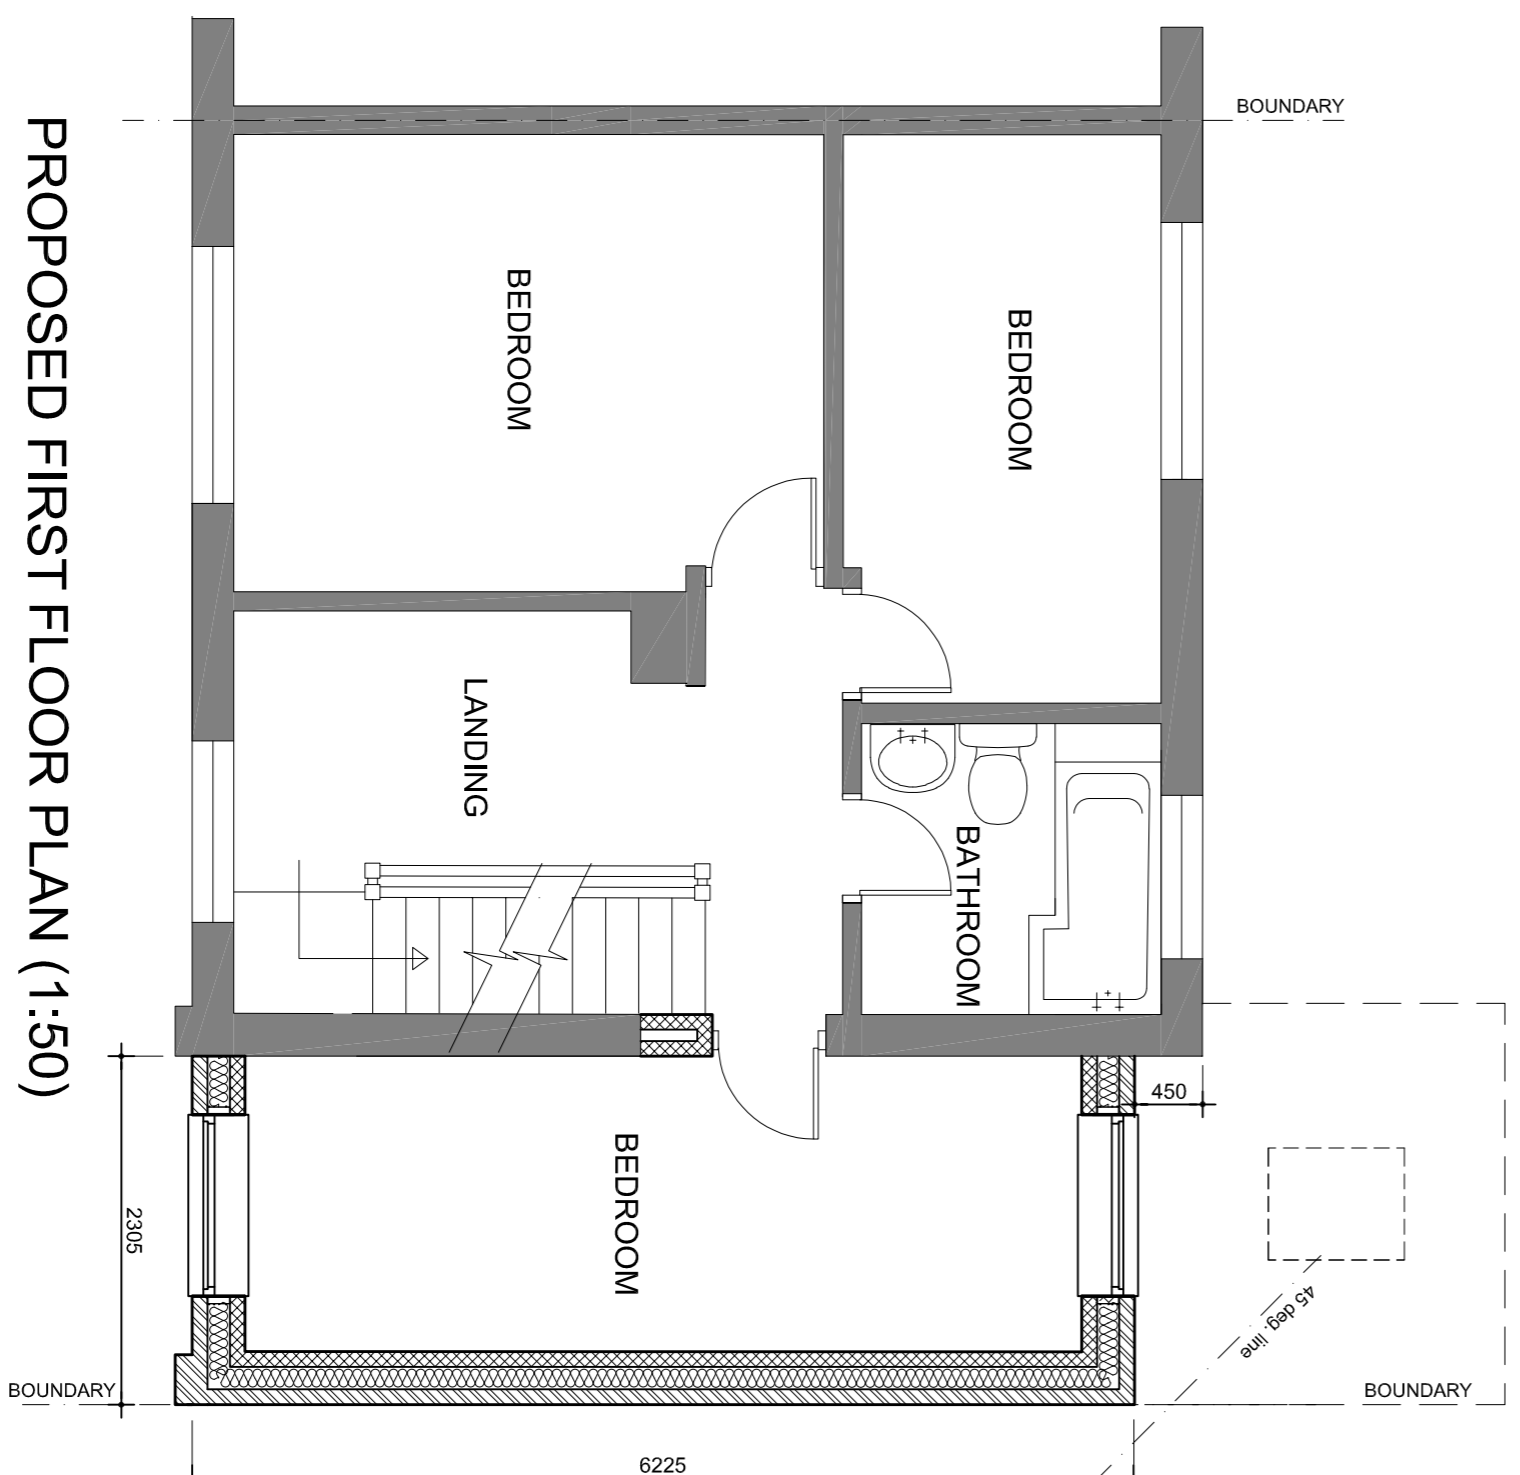 PROPOSED FIRST FLOOR PLAN (1:50)
BOUNDARY
BEDROOM
BEDROOM
LANDING
BATHROOM
450
BEDROOM
2305
45 deg. line
BOUNDARY
BOUNDARY
6225